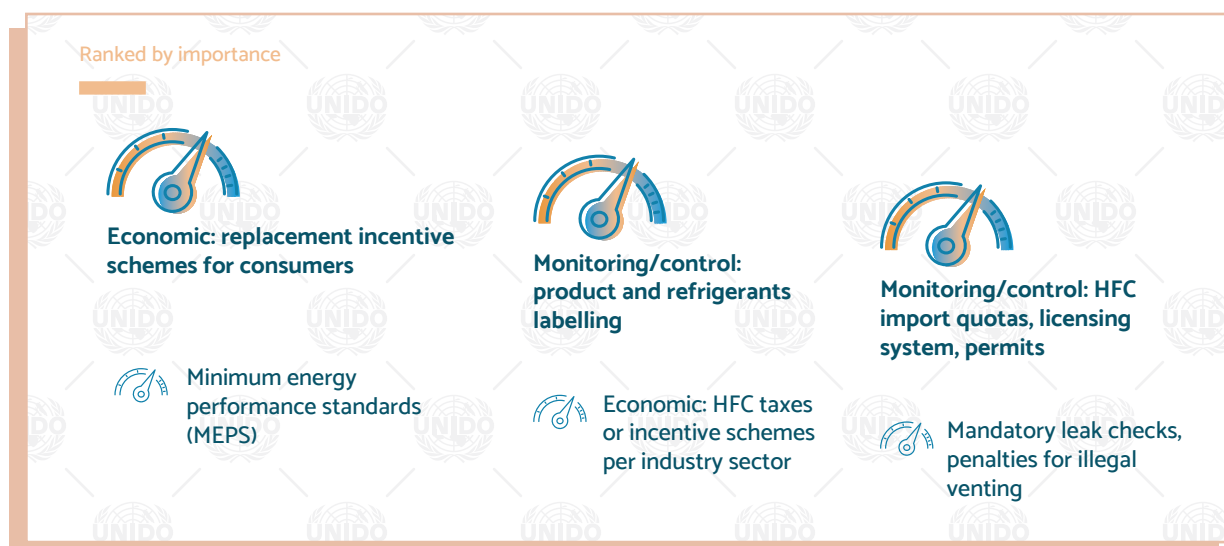 Ranked by importance
Economic: replacement incentive
schemes for consumers
Monitoring/control:
product and refrigerants
labelling
Monitoring/control: HFC
import quotas, licensing
system, permits
Minimum energy
performance standards
(MEPS)
Economic: HFC taxes
or incentive schemes
per industry sector
Mandatory leak checks,
penalties for illegal
venting
UNIDO